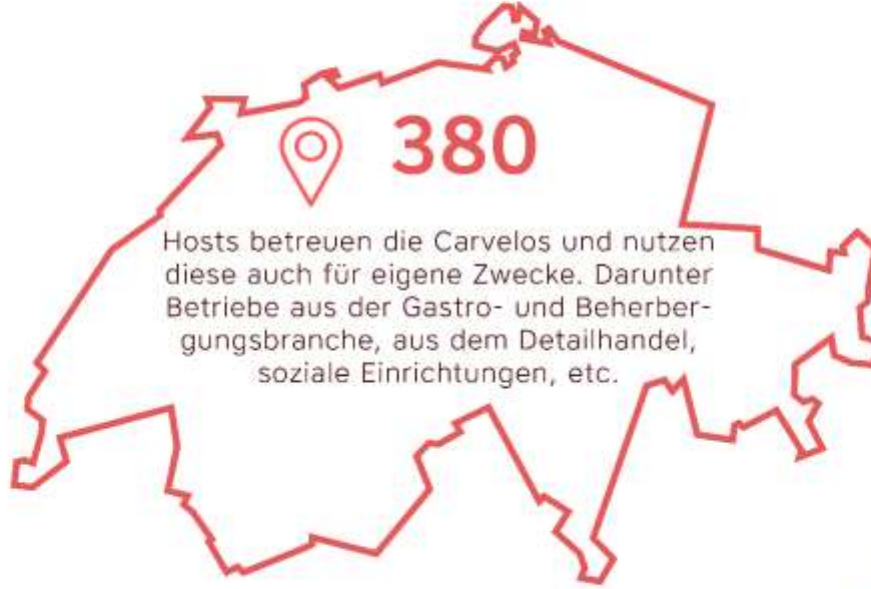 380
Hosts betreuen die Carvelos und nutzen
diese auch für eigene Zwecke. Darunter
Betriebe aus der Gastro- und Beherber-
gungsbranche, aus dem Detailhandel,
soziale Einrichtungen, etc.